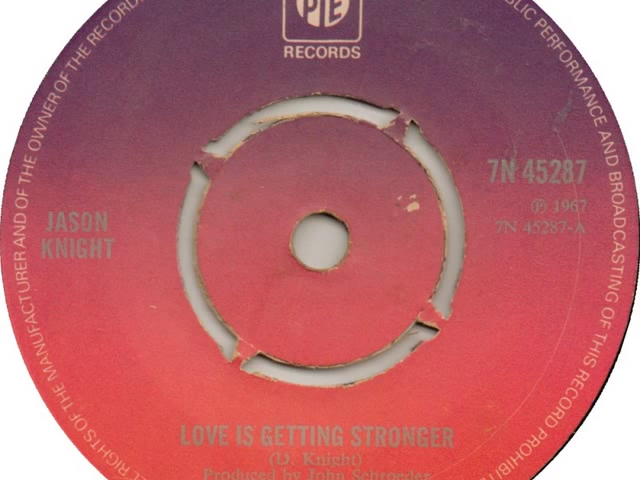 PYE
RECORDS
7N 45287
℗ 1967
7N 45287-A
JASON
KNIGHT
LOVE IS GETTING STRONGER
(D. Knight)
Produced by John Schroeder
RIGHTS OF THE MANUFACTURER AND OF THE OWNER OF THE RECORDED
PUBLIC PERFORMANCE AND BROADCASTING OF THIS RECORD PROHIBITED